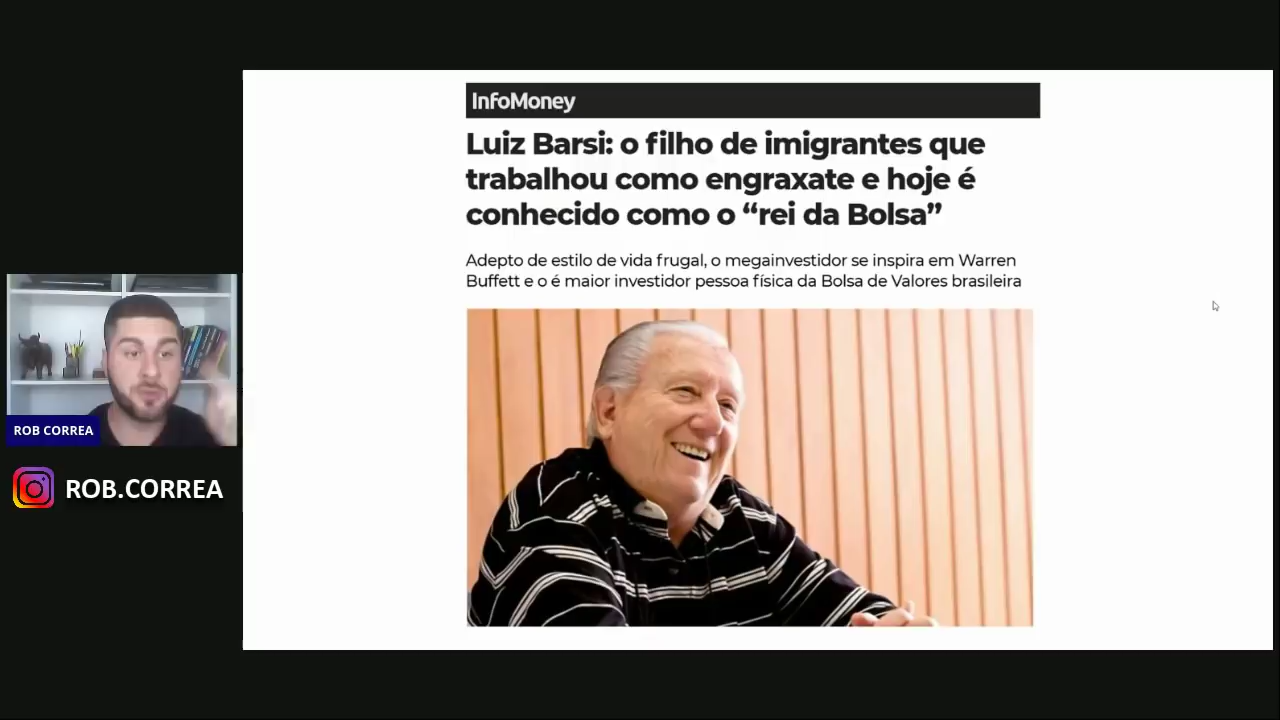 InfoMoney
Luiz Barsi: o filho de imigrantes que
trabalhou como engraxate e hoje é
conhecido como o “rei da Bolsa”
Adepto de estilo de vida frugal, o megainvestidor se inspira em Warren
Buffett e o é maior investidor pessoa física da Bolsa de Valores brasileira
ROB CORREA
ROB.CORREA